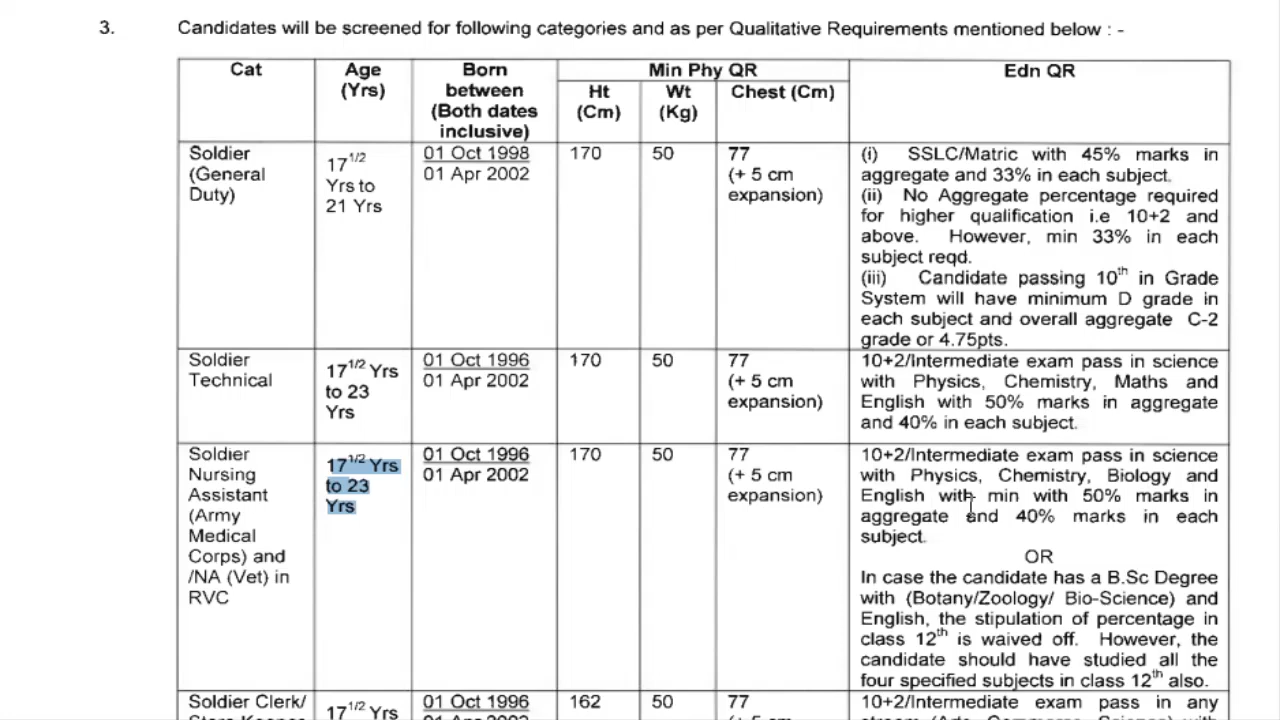 3. Candidates will be screened for following categories and as per Qualitative Requirements mentioned below : -
Cat
Age
(Yrs)
Born
between
(Both dates
inclusive)
Min Phy QR
Ht
(Cm)
Wt
(Kg)
Chest (Cm)
Edn QR
Soldier
(General
Duty)
17 1/2
Yrs to
21 Yrs
01 Oct 1998
01 Apr 2002
170
50
77
(+ 5 cm
expansion)
(i) SSLC/Matric with 45% marks in
aggregate and 33% in each subject.
(ii) No Aggregate percentage required
for higher qualification i.e 10+2 and
above. However, min 33% in each
subject reqd.
(iii) Candidate passing 10th in Grade
System will have minimum D grade in
each subject and overall aggregate C-2
grade or 4.75pts.
Soldier
Technical
17 1/2 Yrs
to 23
Yrs
01 Oct 1996
01 Apr 2002
170
50
77
(+ 5 cm
expansion)
10+2/Intermediate exam pass in science
with Physics, Chemistry, Maths and
English with 50% marks in aggregate
and 40% in each subject.
Soldier
Nursing
Assistant
(Army
Medical
Corps) and
/NA (Vet) in
RVC
17 1/2 Yrs
to 23
Yrs
01 Oct 1996
01 Apr 2002
170
50
77
(+ 5 cm
expansion)
10+2/Intermediate exam pass in science
with Physics, Chemistry, Biology and
English with min with 50% marks in
aggregate and 40% marks in each
subject.
OR
In case the candidate has a B.Sc Degree
with (Botany/Zoology/ Bio-Science) and
English, the stipulation of percentage in
class 12th is waived off. However, the
candidate should have studied all the
four specified subjects in class 12th also.
Soldier Clerk/
17 1/2 Yrs
01 Oct 1996
162
50
77
10+2/Intermediate exam pass in any